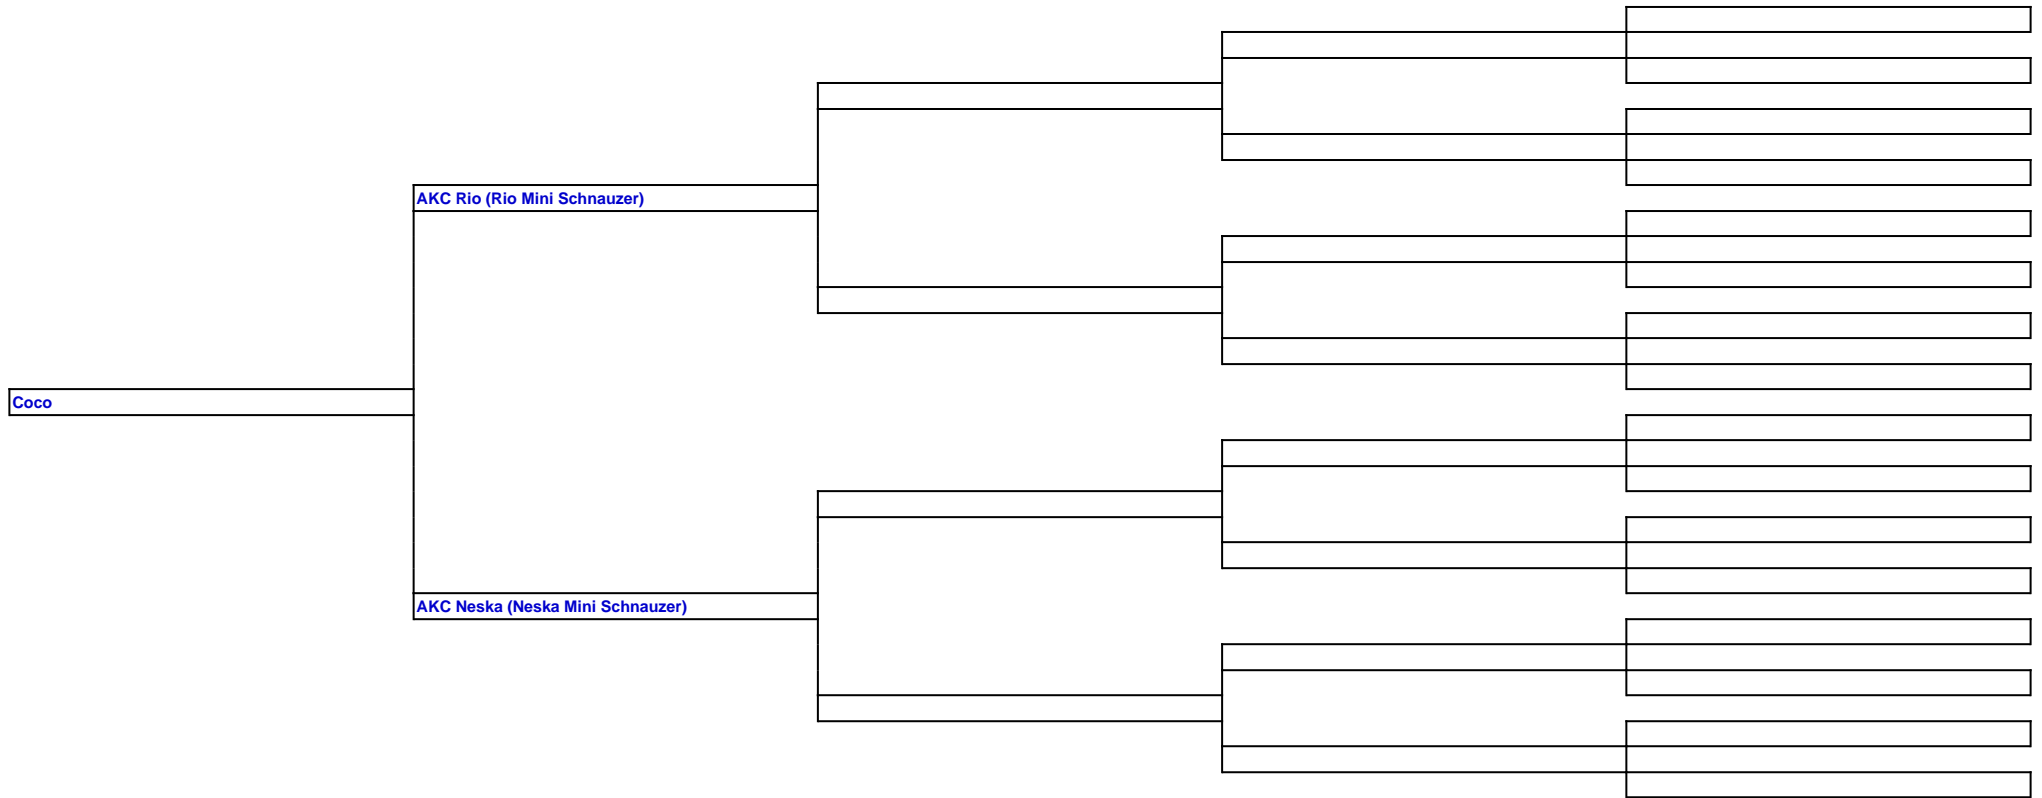 AKC Rio (Rio Mini Schnauzer)
Coco
AKC Neska (Neska Mini Schnauzer)